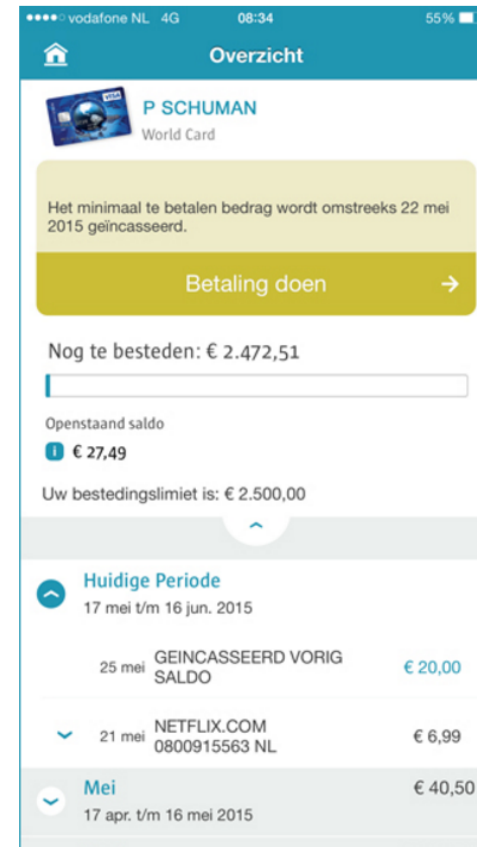 vodafone NL 4G 08:34 55%
Overzicht
VISA
P SCHUMAN
World Card
Het minimaal te betalen bedrag wordt omstreeks 22 mei
2015 geïncasseerd.
Betaling doen
Nog te besteden: € 2.472,51
Openstaand saldo
i € 27,49
Uw bestedingslimiet is: € 2.500,00
Huidige Periode
17 mei t/m 16 jun. 2015
25 mei GEINCASSEERD VORIG
SALDO
€ 20,00
21 mei NETFLIX.COM
0800915563 NL
€ 6,99
Mei € 40,50
17 apr. t/m 16 mei 2015